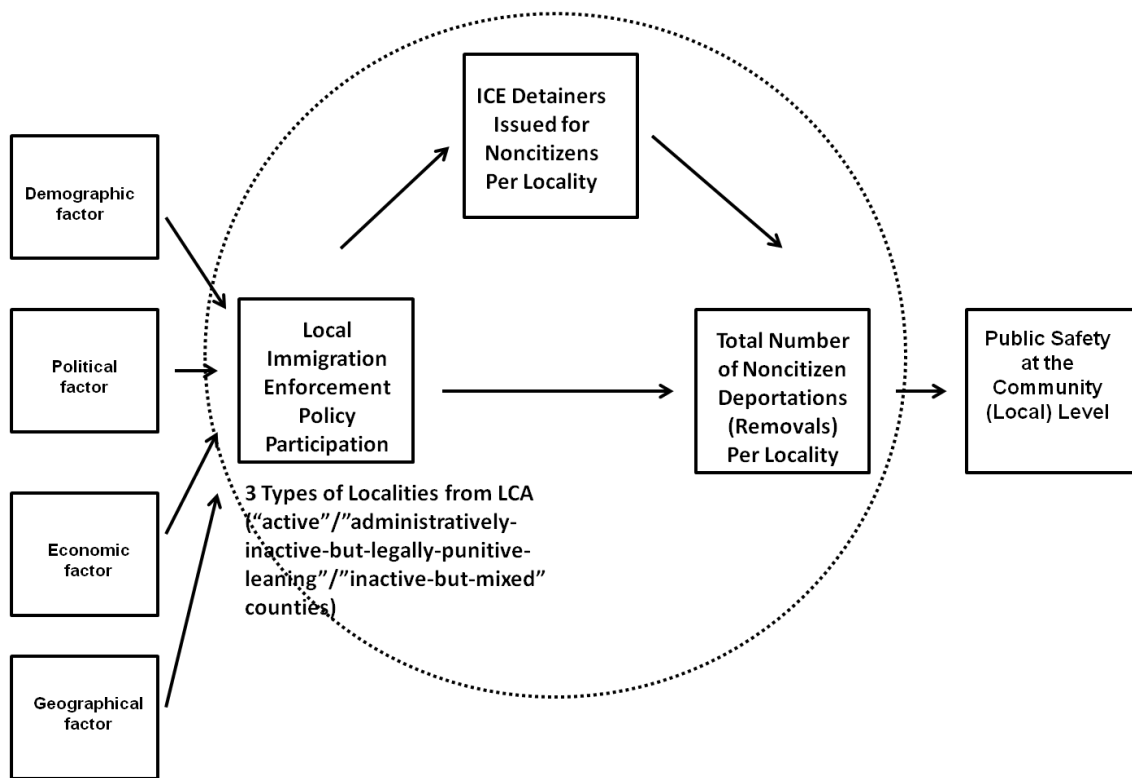 ICE Detainers
Issued for
Noncitizens
Per Locality
Demographic
factor
Political
factor
Economic
factor
Geographical
factor
Local
Immigration
Enforcement
Policy
Participation
3 Types of Localities from LCA
(“active”/”administratively-
inactive-but-legally-punitive-
leaning”/”inactive-but-mixed”
counties)
Total Number
of Noncitizen
Deportations
(Removals)
Per Locality
Public Safety
at the
Community
(Local) Level